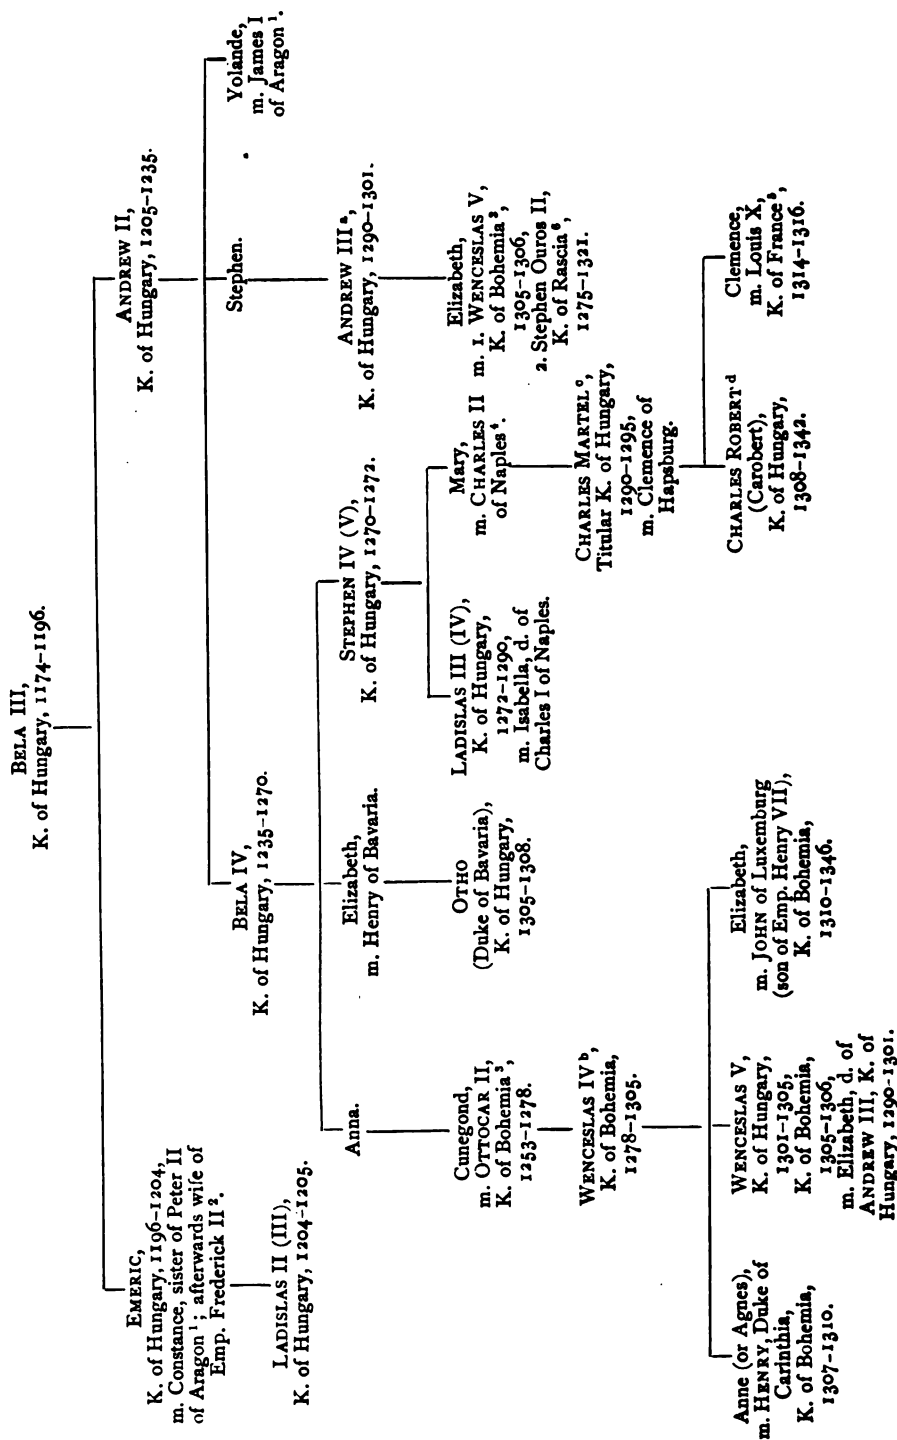 BELA III,
K. of Hungary, 1174–1196.
EMERIC,
K. of Hungary, 1196–1204,
m. Constance, sister of Peter II
of Aragon¹; afterwards wife of
Emp. Frederick II².
LADISLAS II (III),
K. of Hungary, 1204–1205.
ANDREW II,
K. of Hungary, 1205–1235.
BELA IV,
K. of Hungary, 1235–1270.
Stephen.
Yolande,
m. James I
of Aragon¹.
Anna.
Elizabeth,
m. Henry of Bavaria.
STEPHEN IV (V),
K. of Hungary, 1270–1272.
ANDREW IIIᵃ,
K. of Hungary, 1290–1301.
Cunegond,
m. OTTOCAR II,
K. of Bohemia³,
1253–1278.
OTHO
(Duke of Bavaria),
K. of Hungary,
1305–1308.
LADISLAS III (IV),
K. of Hungary,
1272–1290,
m. Isabella, d. of
Charles I of Naples.
Mary,
m. CHARLES II
of Naples⁴.
Elizabeth,
m. 1. WENCESLAS V,
K. of Bohemia³,
1305–1306,
2. Stephen Ouros II,
K. of Rascia⁶,
1275–1321.
WENCESLAS IVᵇ,
K. of Bohemia,
1278–1305.
CHARLES MARTELᶜ,
Titular K. of Hungary,
1290–1295,
m. Clemence of
Hapsburg.
Anne (or Agnes),
m. HENRY, Duke of
Carinthia,
K. of Bohemia,
1307–1310.
WENCESLAS V,
K. of Hungary,
1301–1305,
K. of Bohemia,
1305–1306,
m. Elizabeth, d. of
ANDREW III, K. of
Hungary, 1290–1301.
Elizabeth,
m. JOHN of Luxemburg
(son of Emp. Henry VII),
K. of Bohemia,
1310–1346.
CHARLES ROBERTᵈ
(Carobert),
K. of Hungary,
1308–1342.
Clemence,
m. Louis X,
K. of France⁵,
1314–1316.